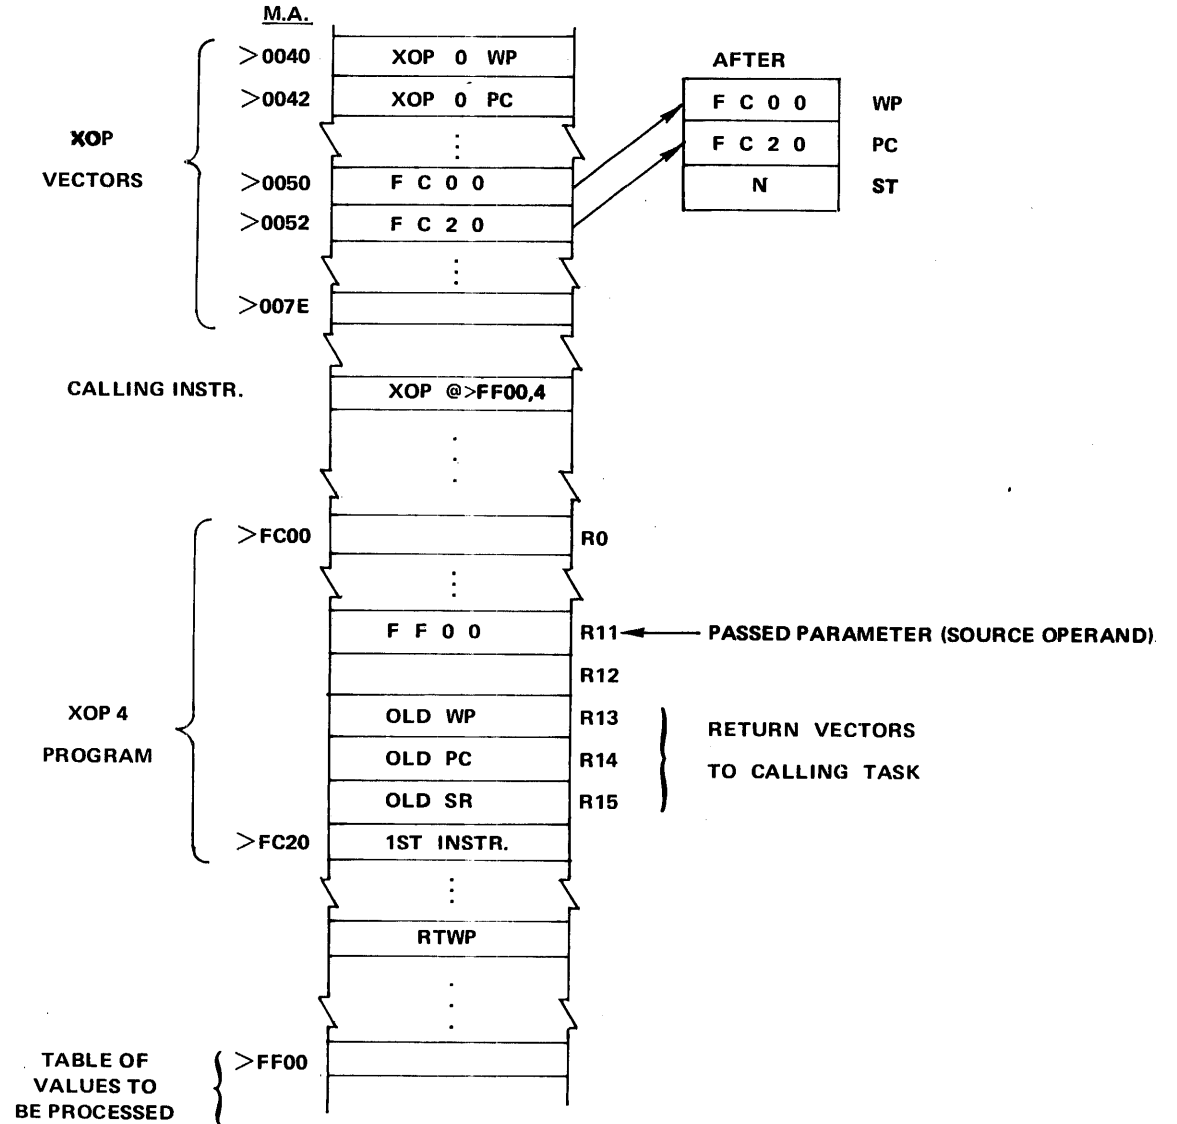 M.A.
>0040 XOP 0 WP
AFTER
>0042 XOP 0 PC
F C 0 0 WP
XOP
VECTORS
F C 2 0 PC
>0050 F C 0 0
N ST
>0052 F C 2 0
>007E
CALLING INSTR. XOP @>FF00,4
>FC00 R0
F F 0 0 R11 PASSED PARAMETER (SOURCE OPERAND)
R12
XOP 4
PROGRAM
OLD WP R13
OLD PC R14
OLD SR R15
RETURN VECTORS
TO CALLING TASK
>FC20 1ST INSTR.
RTWP
TABLE OF
VALUES TO
BE PROCESSED
>FF00